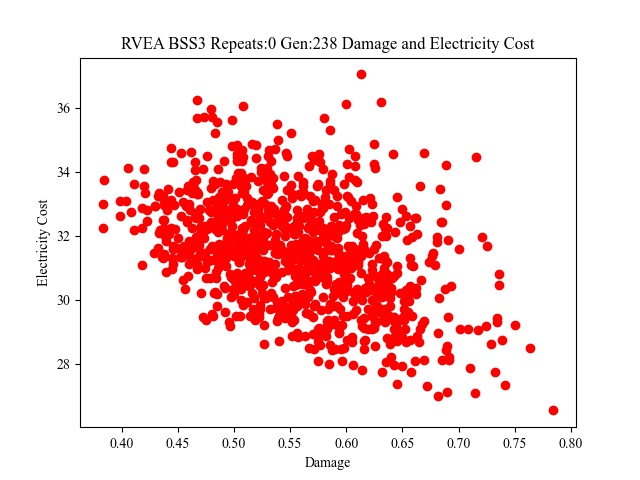 RVEA BSS3 Repeats:0 Gen:238 Damage and Electricity Cost
36
34
32
30
28
Electricity Cost
0.40 0.45 0.50 0.55 0.60 0.65 0.70 0.75 0.80
Damage